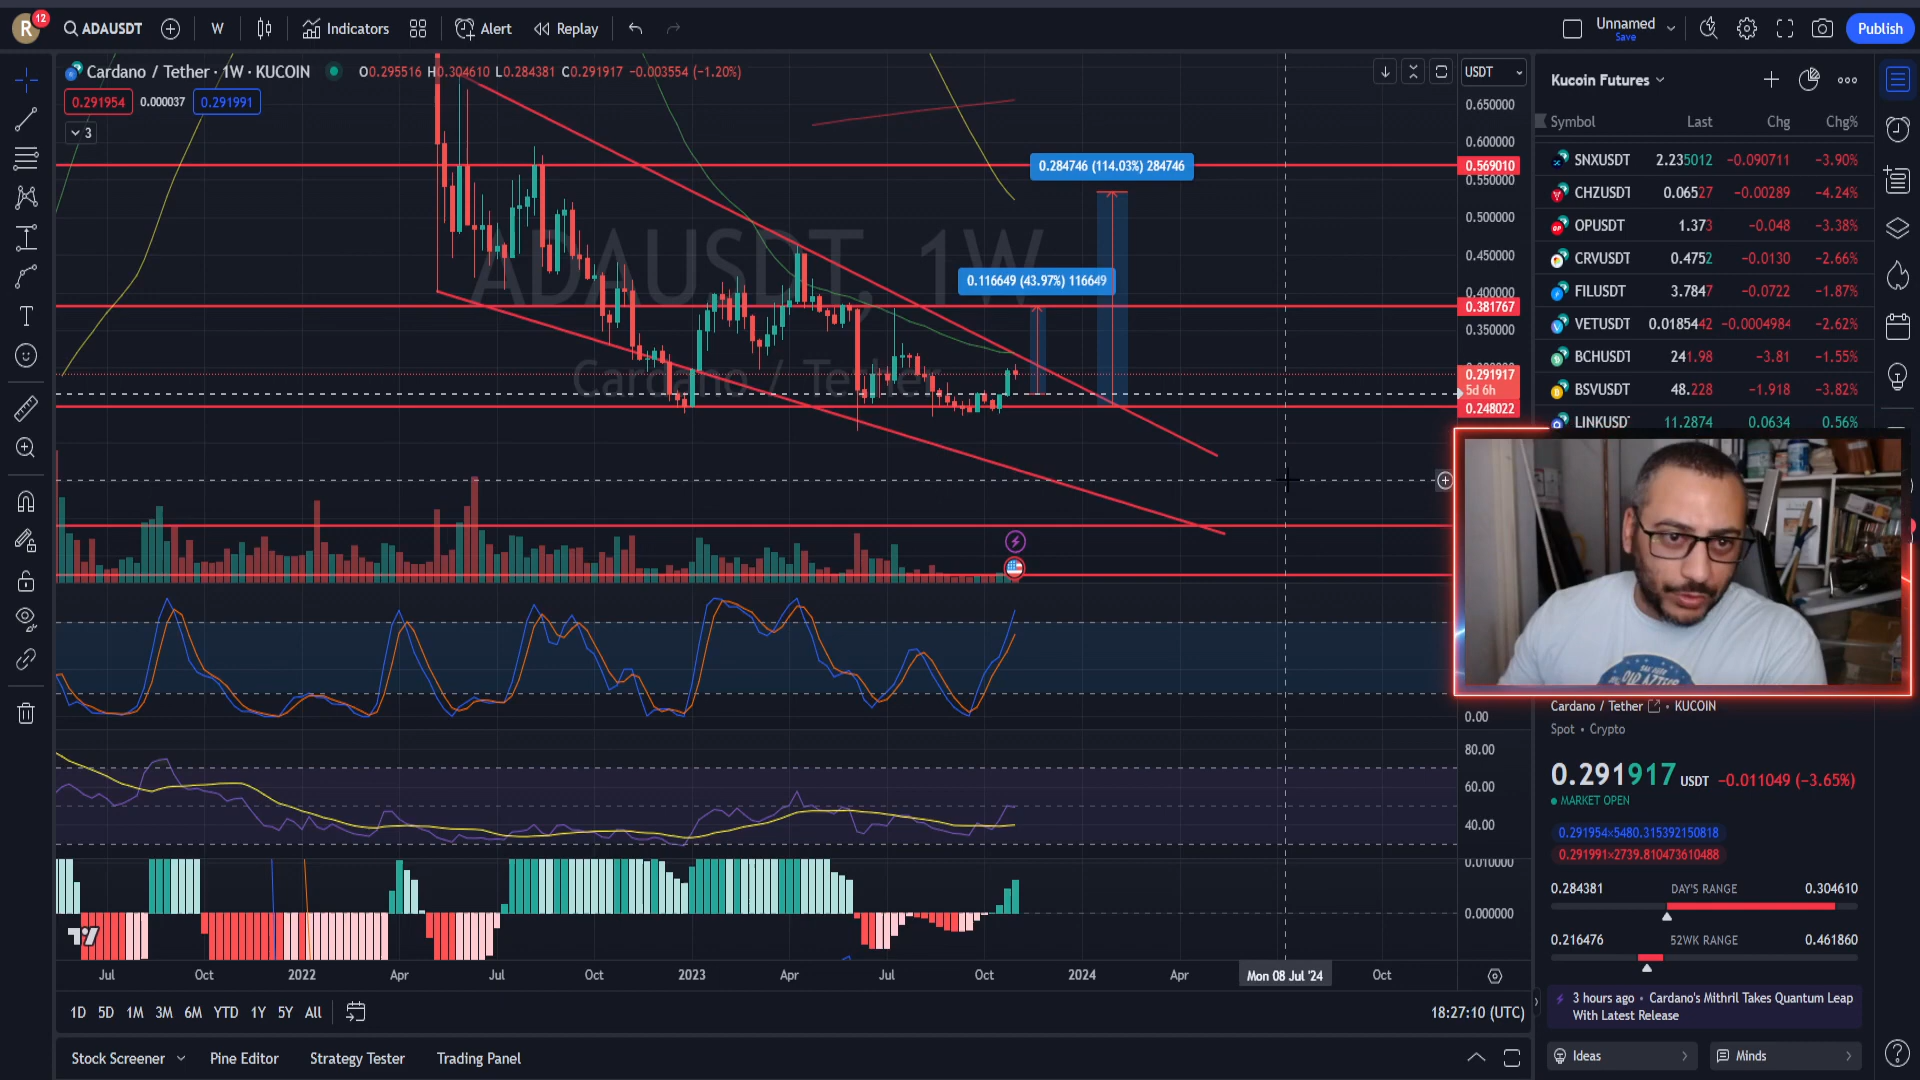 R 12 ADAUSDT W Indicators Alert Replay Unnamed Save Publish
Cardano / Tether · 1W · KUCOIN O0.295516 H0.304610 L0.284381 C0.291917 −0.003554 (−1.20%)
0.291954 0.000037 0.291991
3
USDT
0.650000
0.600000
0.569010
0.550000
0.500000
0.450000
0.400000
0.381767
0.350000
0.291917
5d 6h
0.248022
0.284746 (114.03%) 284746
0.116649 (43.97%) 116649
ADAUSDT, 1W
Cardano / Tether
0.00
80.00
60.00
40.00
0.010000
0.000000
Jul Oct 2022 Apr Jul Oct 2023 Apr Jul Oct 2024 Apr Mon 08 Jul '24 Oct
1D 5D 1M 3M 6M YTD 1Y 5Y All 18:27:10 (UTC)
Stock Screener Pine Editor Strategy Tester Trading Panel
Kucoin Futures
Symbol Last Chg Chg%
SNXUSDT 2.235012 −0.090711 −3.90%
CHZUSDT 0.06527 −0.00289 −4.24%
OPUSDT 1.373 −0.048 −3.38%
CRVUSDT 0.4752 −0.0130 −2.66%
FILUSDT 3.7847 −0.0722 −1.87%
VETUSDT 0.0185442 −0.0004984 −2.62%
BCHUSDT 241.98 −3.81 −1.55%
BSVUSDT 48.228 −1.918 −3.82%
LINKUSDT 11.2874 0.0634 0.56%
Cardano / Tether • KUCOIN
Spot • Crypto
0.291917 USDT −0.011049 (−3.65%)
MARKET OPEN
0.291954×5480.315392150818
0.291991×2739.810473610488
0.284381 DAY'S RANGE 0.304610
0.216476 52WK RANGE 0.461860
3 hours ago • Cardano's Mithril Takes Quantum Leap
With Latest Release
Ideas Minds